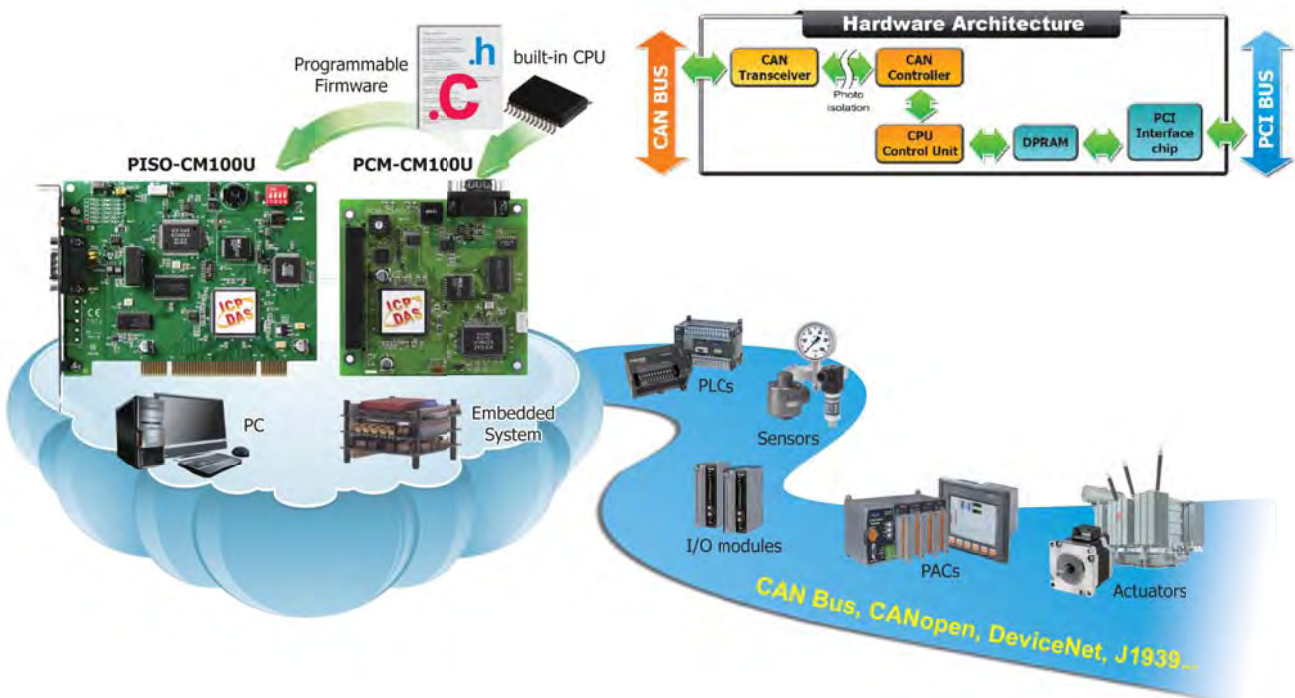 Programmable
Firmware
.h
.c
built-in CPU
PISO-CM100U
PCM-CM100U
ICP
DAS
ICP
DAS
PC
Embedded
System
Hardware Architecture
CAN BUS
CAN
Transceiver
Photo
isolation
CAN
Controller
CPU
Control Unit
DPRAM
PCI
Interface
chip
PCI BUS
PLCs
Sensors
I/O modules
PACs
Actuators
CAN Bus, CANopen, DeviceNet, J1939...